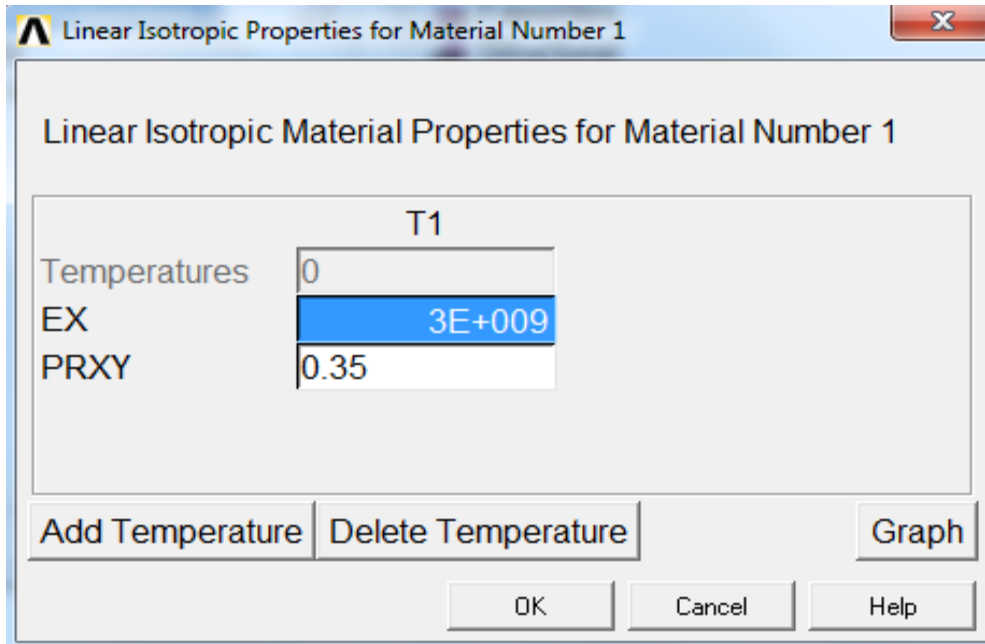 Linear Isotropic Properties for Material Number 1
Linear Isotropic Material Properties for Material Number 1
T1
Temperatures 0
EX 3E+009
PRXY 0.35
Add Temperature Delete Temperature Graph
OK Cancel Help